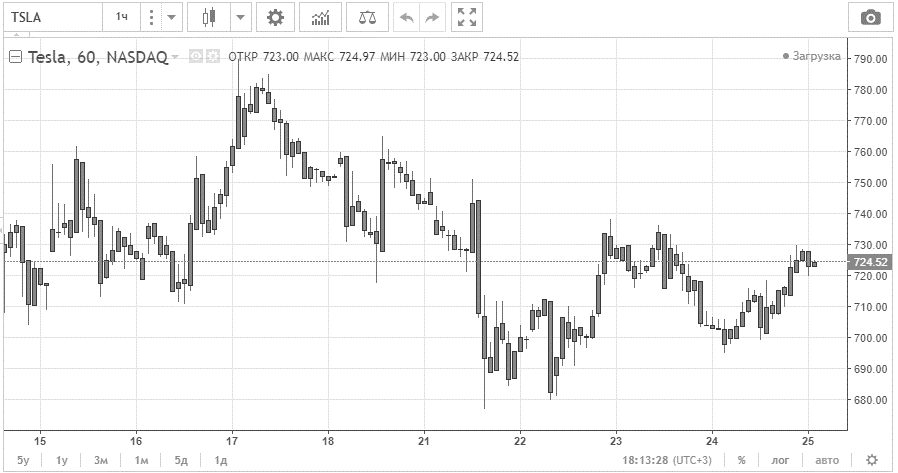 TSLA 1ч
Tesla, 60, NASDAQ ОТКР 723.00 МАКС 724.97 МИН 723.00 ЗАКР 724.52
Загрузка
790.00
780.00
770.00
760.00
750.00
740.00
730.00
724.52
720.00
710.00
700.00
690.00
680.00
15 16 17 18 21 22 23 24 25
5y 1y 3м 1м 5д 1д 18:13:28 (UTC+3) % лог авто